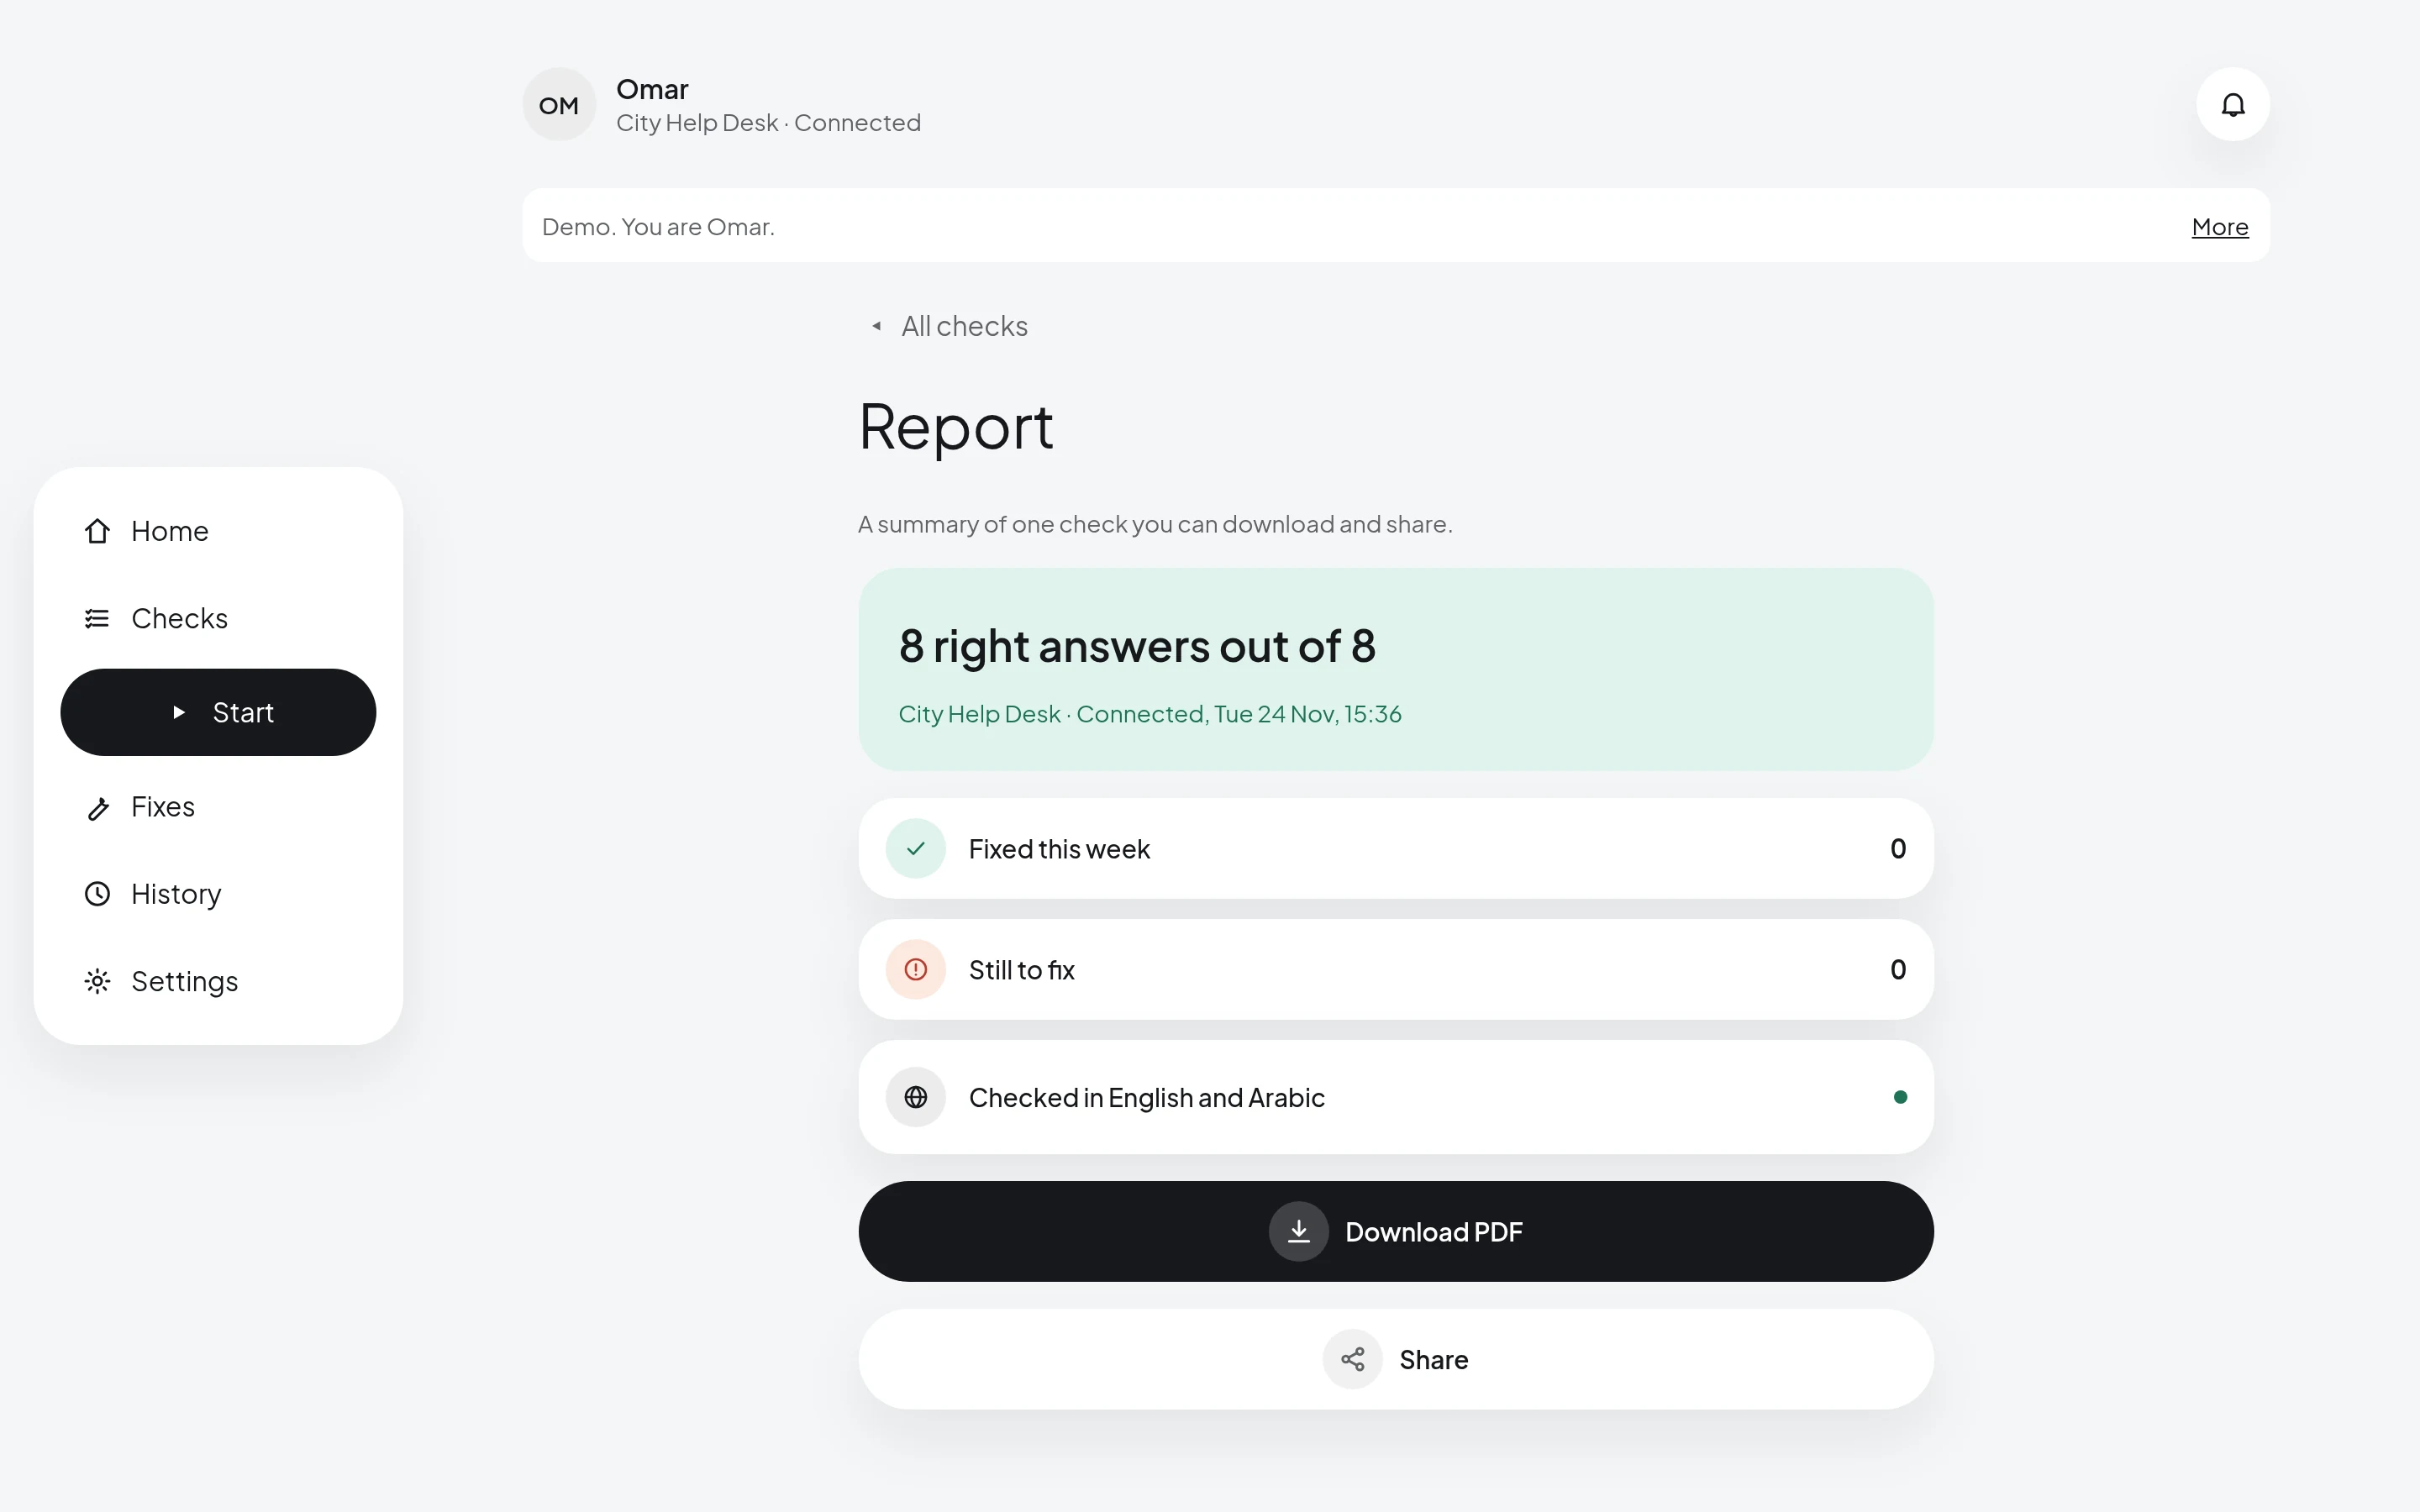 OM
Omar
City Help Desk · Connected
Demo. You are Omar.
More
All checks
Report
A summary of one check you can download and share.
Home
Checks
Start
Fixes
History
Settings
8 right answers out of 8
City Help Desk · Connected, Tue 24 Nov, 15:36
Fixed this week
0
Still to fix
0
Checked in English and Arabic
Download PDF
Share